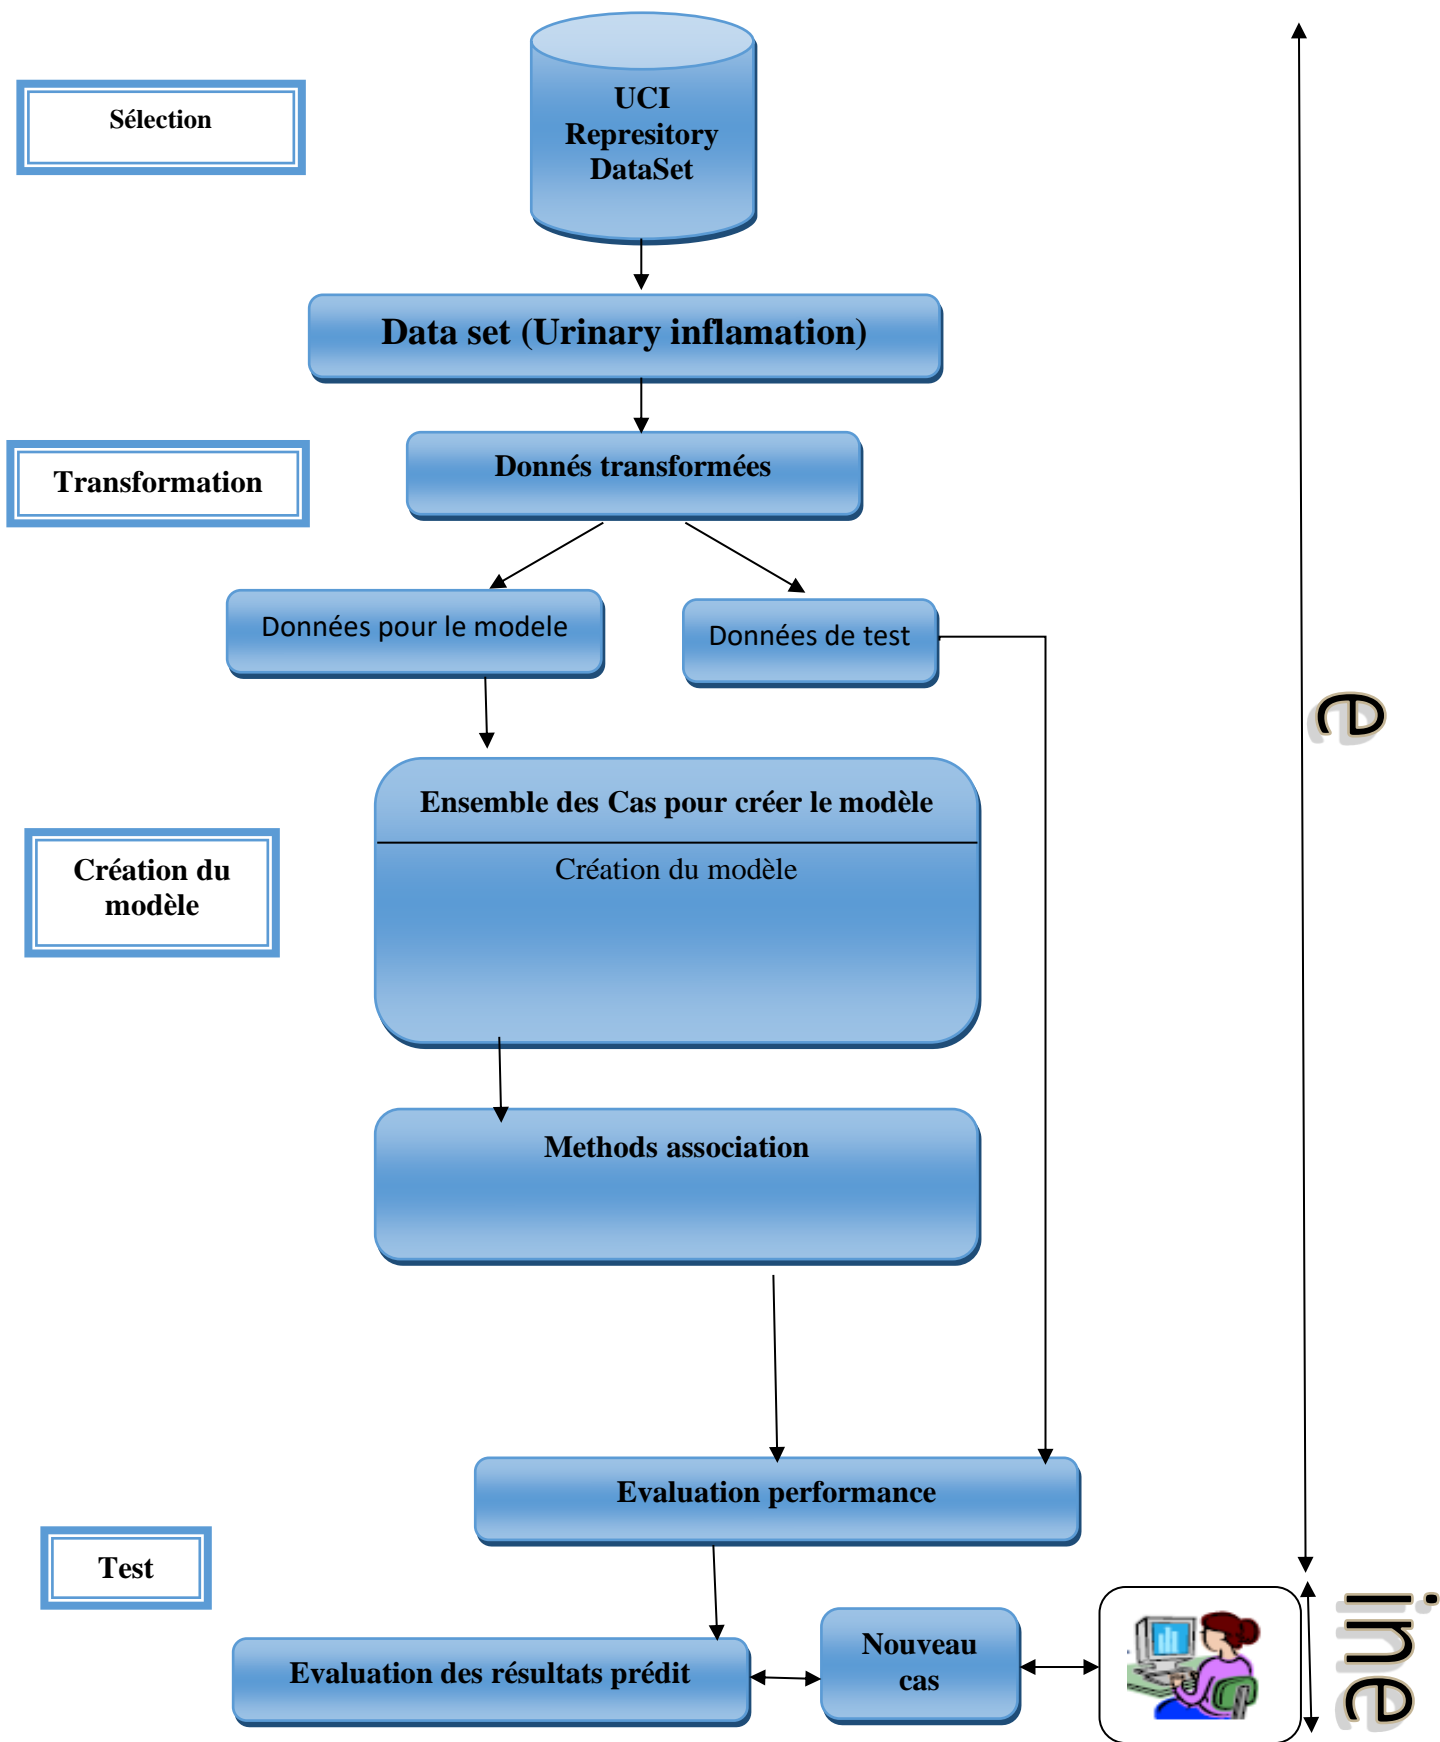 Sélection
UCI
Represitory
DataSet
Data set (Urinary inflamation)
Transformation
Donnés transformées
Données pour le modele
Données de test
e
Ensemble des Cas pour créer le modèle
Création du modèle
Création du
modèle
Methods association
Evaluation performance
Test
Nouveau
cas
Evaluation des résultats prédit
ine